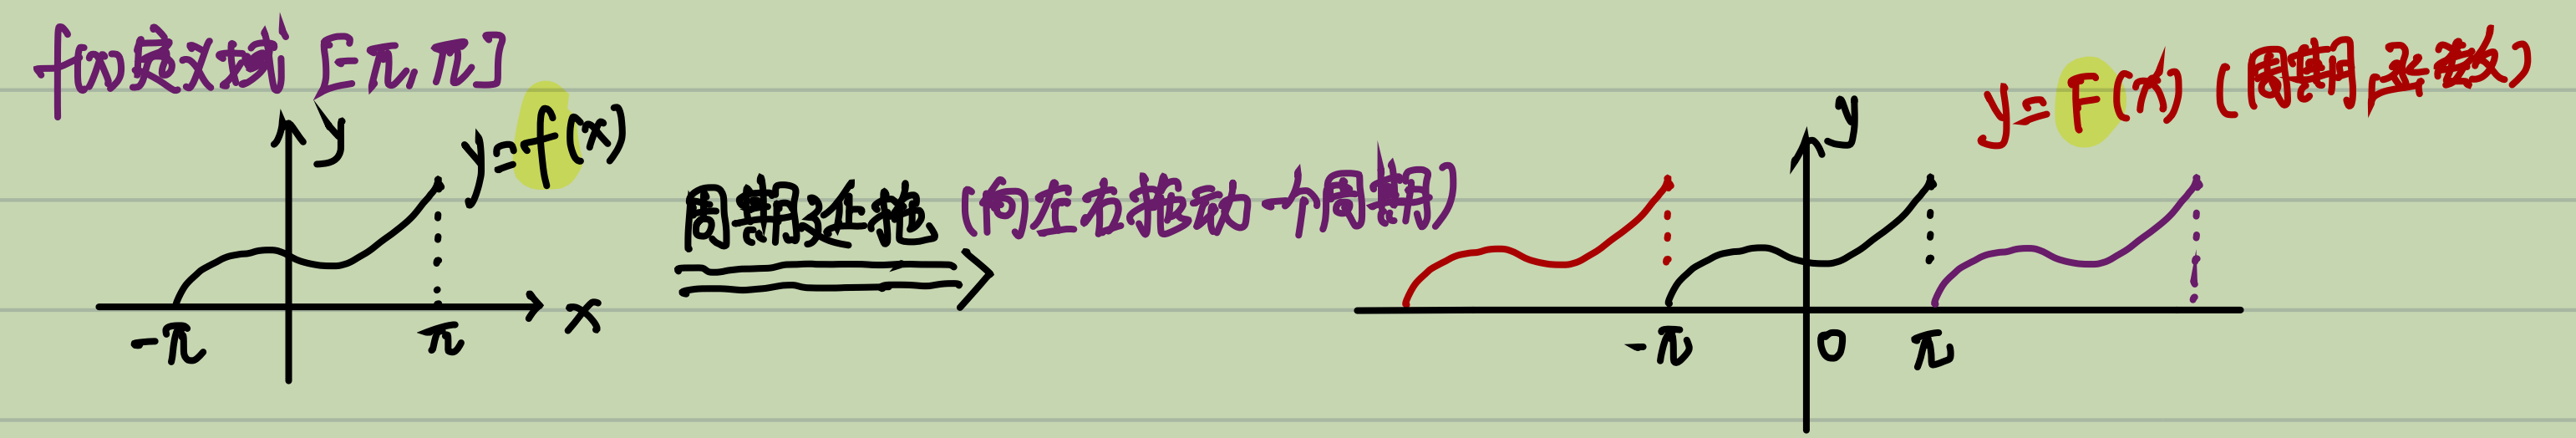 f(x)定义域 [-π, π]
y
y=f(x)
x
-π
π
周期延拓 (向左右拖动一个周期)
y=F(x) (周期函数)
y
-π
0
π